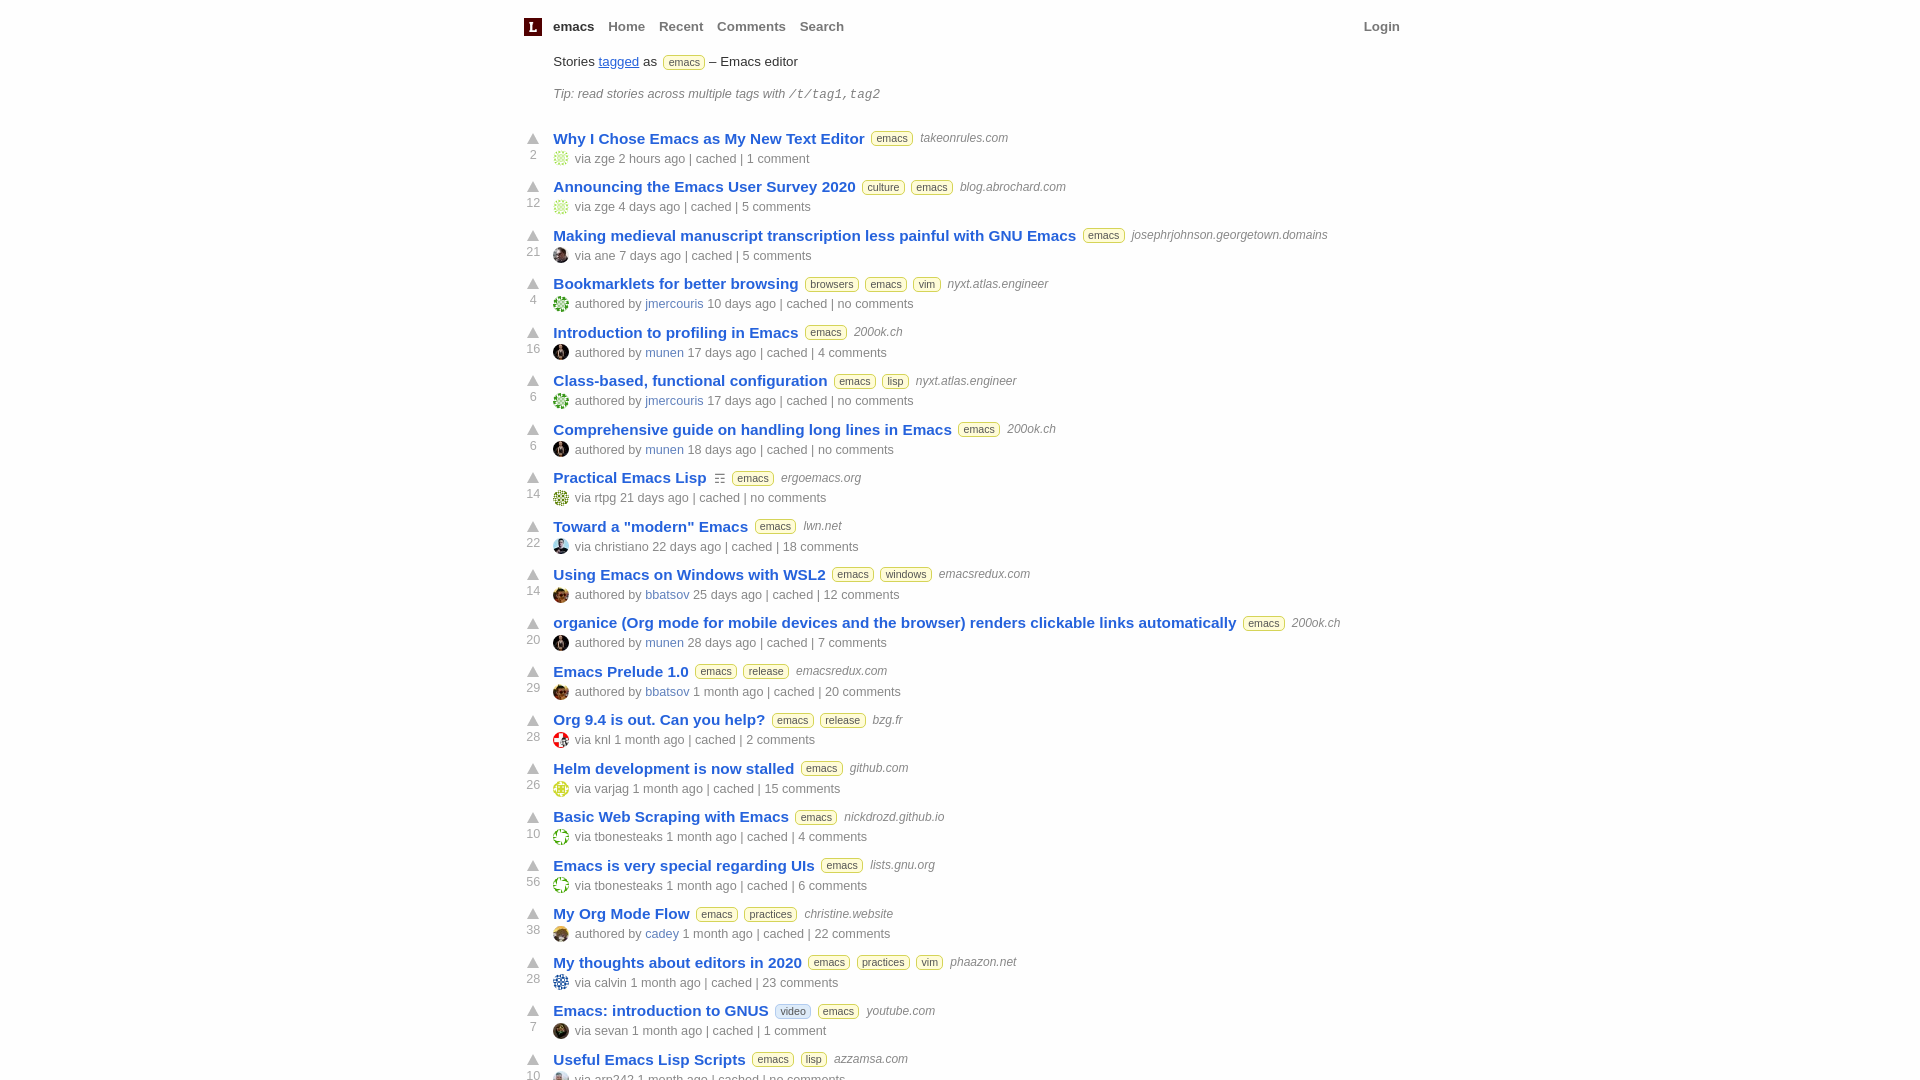 L emacs Home Recent Comments Search Login
Stories tagged as emacs – Emacs editor
Tip: read stories across multiple tags with /t/tag1,tag2
Why I Chose Emacs as My New Text Editor emacs takeonrules.com
2 via zge 2 hours ago | cached | 1 comment
Announcing the Emacs User Survey 2020 culture emacs blog.abrochard.com
12 via zge 4 days ago | cached | 5 comments
Making medieval manuscript transcription less painful with GNU Emacs emacs josephrjohnson.georgetown.domains
21 via ane 7 days ago | cached | 5 comments
Bookmarklets for better browsing browsers emacs vim nyxt.atlas.engineer
4 authored by jmercouris 10 days ago | cached | no comments
Introduction to profiling in Emacs emacs 200ok.ch
16 authored by munen 17 days ago | cached | 4 comments
Class-based, functional configuration emacs lisp nyxt.atlas.engineer
6 authored by jmercouris 17 days ago | cached | no comments
Comprehensive guide on handling long lines in Emacs emacs 200ok.ch
6 authored by munen 18 days ago | cached | no comments
Practical Emacs Lisp ☶ emacs ergoemacs.org
14 via rtpg 21 days ago | cached | no comments
Toward a "modern" Emacs emacs lwn.net
22 via christiano 22 days ago | cached | 18 comments
Using Emacs on Windows with WSL2 emacs windows emacsredux.com
14 authored by bbatsov 25 days ago | cached | 12 comments
organice (Org mode for mobile devices and the browser) renders clickable links automatically emacs 200ok.ch
20 authored by munen 28 days ago | cached | 7 comments
Emacs Prelude 1.0 emacs release emacsredux.com
29 authored by bbatsov 1 month ago | cached | 20 comments
Org 9.4 is out. Can you help? emacs release bzg.fr
28 via knl 1 month ago | cached | 2 comments
Helm development is now stalled emacs github.com
26 via varjag 1 month ago | cached | 15 comments
Basic Web Scraping with Emacs emacs nickdrozd.github.io
10 via tbonesteaks 1 month ago | cached | 4 comments
Emacs is very special regarding UIs emacs lists.gnu.org
56 via tbonesteaks 1 month ago | cached | 6 comments
My Org Mode Flow emacs practices christine.website
38 authored by cadey 1 month ago | cached | 22 comments
My thoughts about editors in 2020 emacs practices vim phaazon.net
28 via calvin 1 month ago | cached | 23 comments
Emacs: introduction to GNUS video emacs youtube.com
7 via sevan 1 month ago | cached | 1 comment
Useful Emacs Lisp Scripts emacs lisp azzamsa.com
10 via arp242 1 month ago | cached | no comments